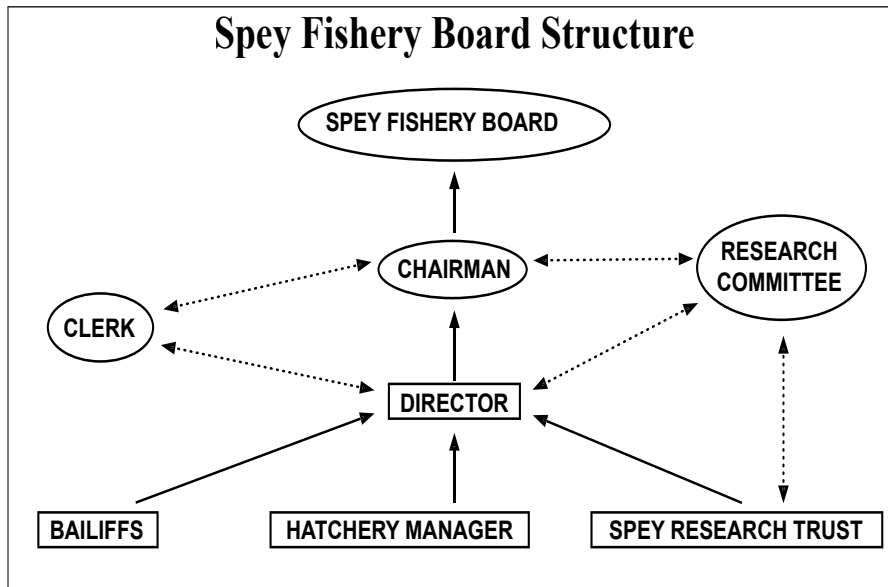 Spey Fishery Board Structure
SPEY FISHERY BOARD
CHAIRMAN
RESEARCH
COMMITTEE
CLERK
DIRECTOR
BAILIFFS
HATCHERY MANAGER
SPEY RESEARCH TRUST